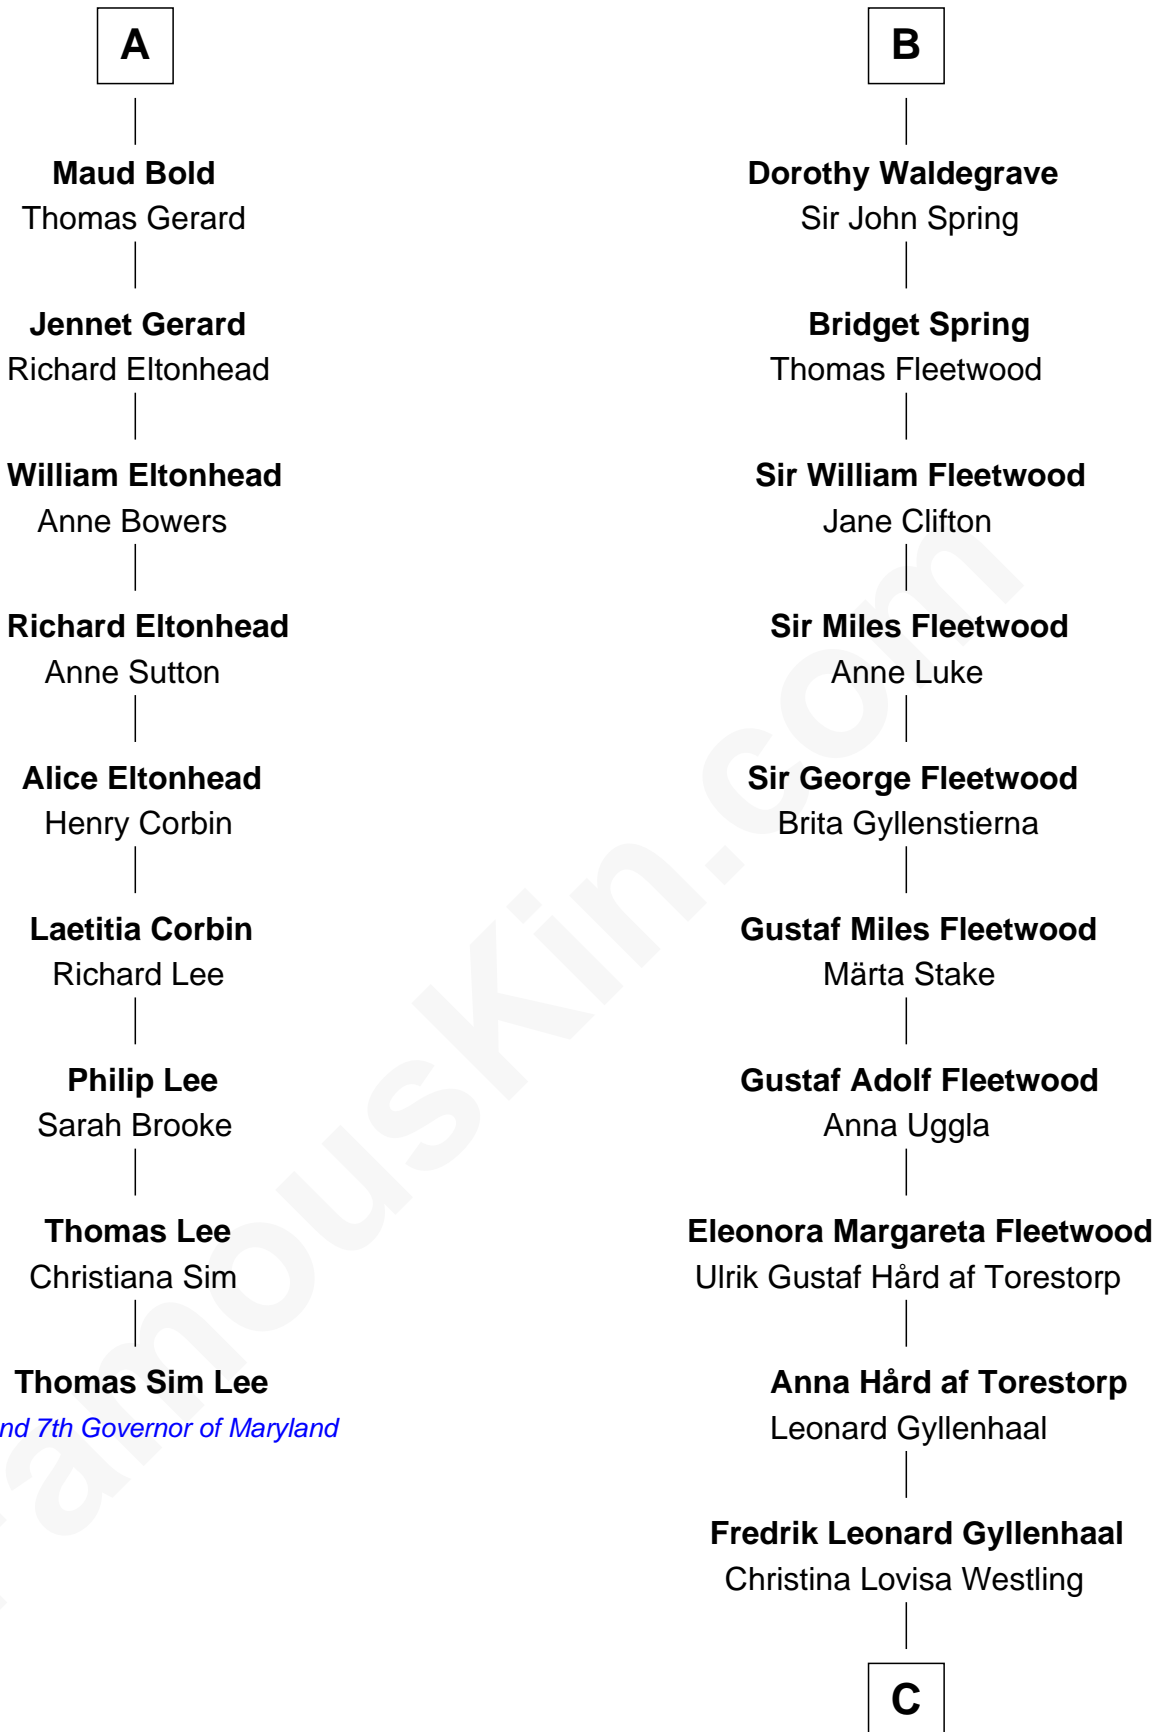 A
Maud Bold
Thomas Gerard
Jennet Gerard
Richard Eltonhead
William Eltonhead
Anne Bowers
Richard Eltonhead
Anne Sutton
Alice Eltonhead
Henry Corbin
Laetitia Corbin
Richard Lee
Philip Lee
Sarah Brooke
Thomas Lee
Christiana Sim
Thomas Sim Lee
7th Governor of Maryland
B
Dorothy Waldegrave
Sir John Spring
Bridget Spring
Thomas Fleetwood
Sir William Fleetwood
Jane Clifton
Sir Miles Fleetwood
Anne Luke
Sir George Fleetwood
Brita Gyllenstierna
Gustaf Miles Fleetwood
Märta Stake
Gustaf Adolf Fleetwood
Anna Uggla
Eleonora Margareta Fleetwood
Ulrik Gustaf Hård af Torestorp
Anna Hård af Torestorp
Leonard Gyllenhaal
Fredrik Leonard Gyllenhaal
Christina Lovisa Westling
C
FamousKin.com